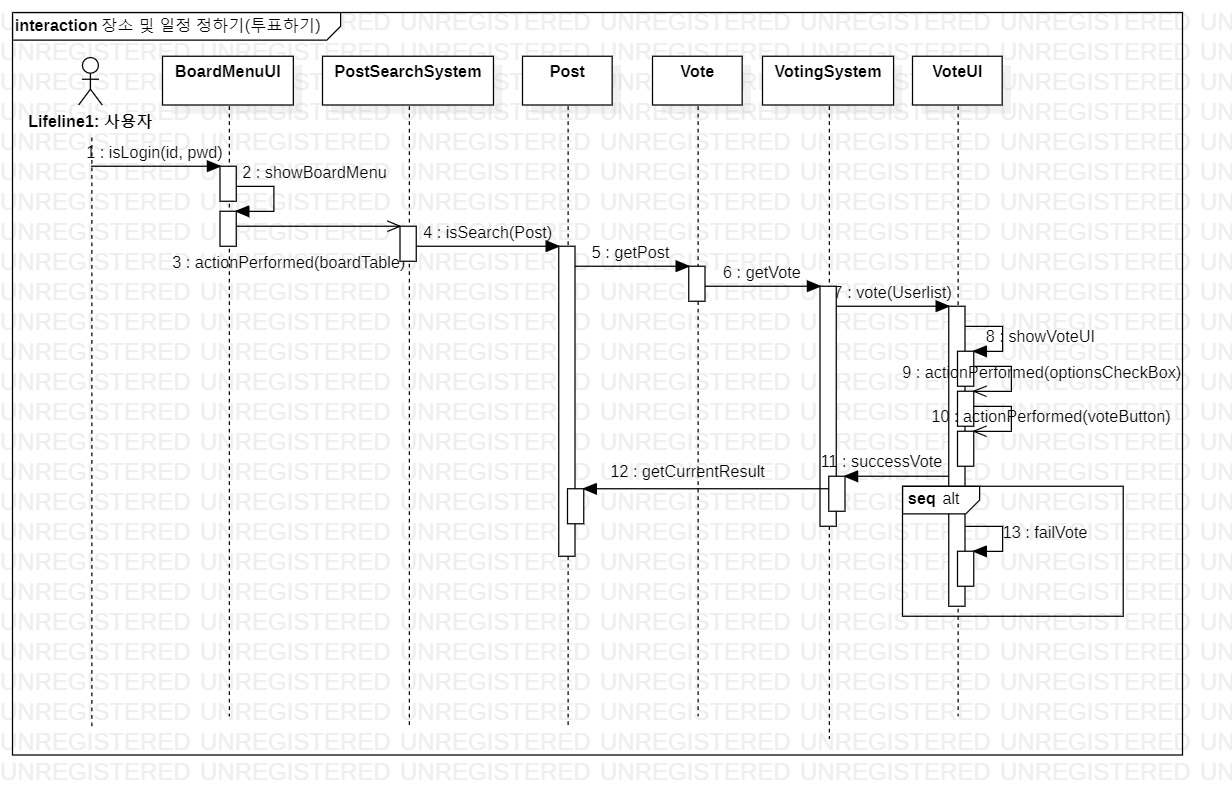 interaction 장소 및 일정 정하기(투표하기)
BoardMenuUI
PostSearchSystem
Post
Vote
VotingSystem
VoteUI
Lifeline1: 사용자
1 : isLogin(id, pwd)
2 : showBoardMenu
3 : actionPerformed(boardTable)
4 : isSearch(Post)
5 : getPost
6 : getVote
7 : vote(Userlist)
8 : showVoteUI
9 : actionPerformed(optionsCheckBox)
10 : actionPerformed(voteButton)
11 : successVote
12 : getCurrentResult
seq alt
13 : failVote
UNREGISTERED